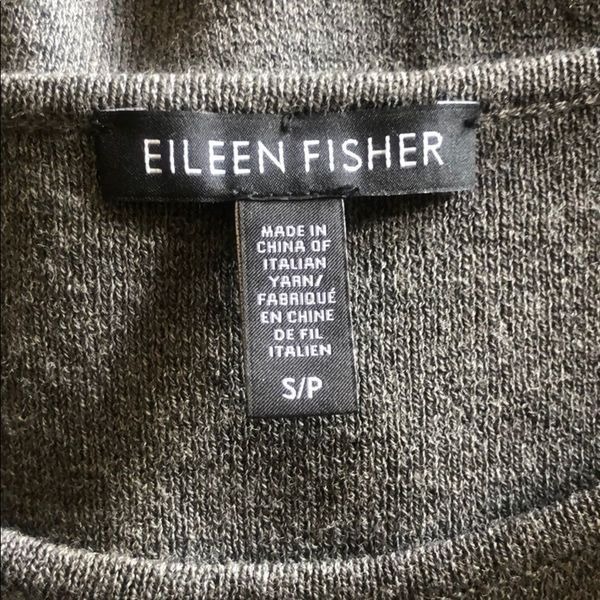 EILEEN FISHER
MADE IN
CHINA OF
ITALIAN
YARN/
FABRIQUÉ
EN CHINE
DE FIL
ITALIEN
S/P